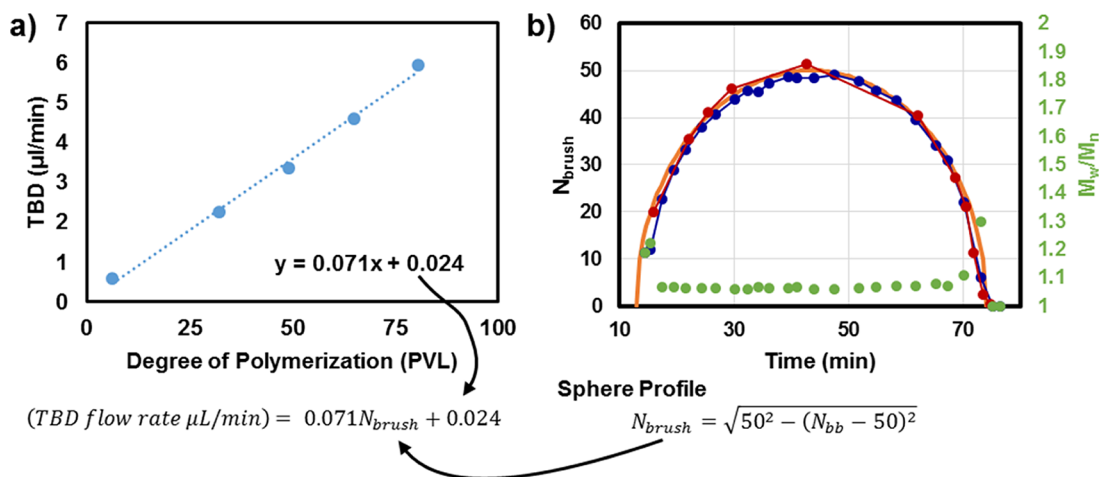 a)
7
6
5
4
3
2
1
0
TBD (µl/min)
y = 0.071x + 0.024
0 25 50 75 100
Degree of Polymerization (PVL)
b)
60
50
40
30
20
10
0
N_brush
2
1.9
1.8
1.7
1.6
1.5
1.4
1.3
1.2
1.1
1
M_w/M_n
10 30 50 70
Time (min)
Sphere Profile
(TBD flow rate µL/min) = 0.071N_brush + 0.024
N_brush = √50² − (N_bb − 50)²